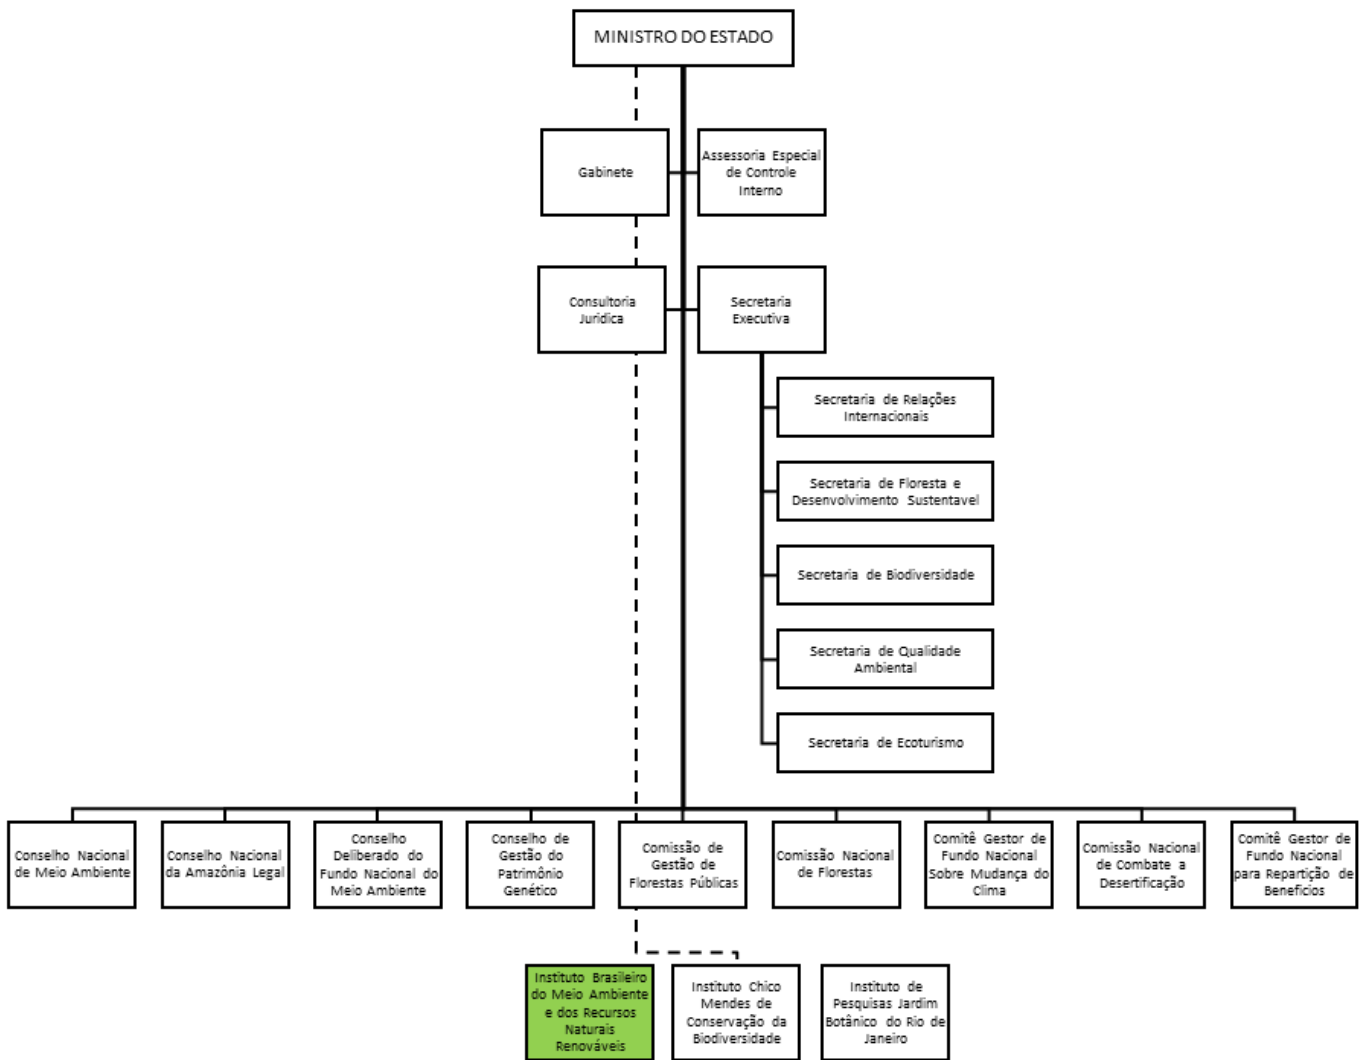 MINISTRO DO ESTADO
Gabinete
Assessoria Especial
de Controle
Interno
Consultoria
Juridica
Secretaria
Executiva
Secretaria de Relações
Internacionais
Secretaria de Floresta e
Desenvolvimento Sustentavel
Secretaria de Biodiversidade
Secretaria de Qualidade
Ambiental
Secretaria de Ecoturismo
Conselho Nacional
de Meio Ambiente
Conselho Nacional
da Amazônia Legal
Conselho
Deliberado do
Fundo Nacional do
Meio Ambiente
Conselho de
Gestão do
Patrimônio
Genético
Comissão de
Gestão de
Florestas Públicas
Comissão Nacional
de Florestas
Comitê Gestor de
Fundo Nacional
Sobre Mudança do
Clima
Comissão Nacional
de Combate a
Desertificação
Comitê Gestor de
Fundo Nacional
para Repartição de
Beneficios
Instituto Brasileiro
do Meio Ambiente
e dos Recursos
Naturais
Renováveis
Instituto Chico
Mendes de
Conservação da
Biodiversidade
Instituto de
Pesquisas Jardim
Botânico do Rio de
Janeiro